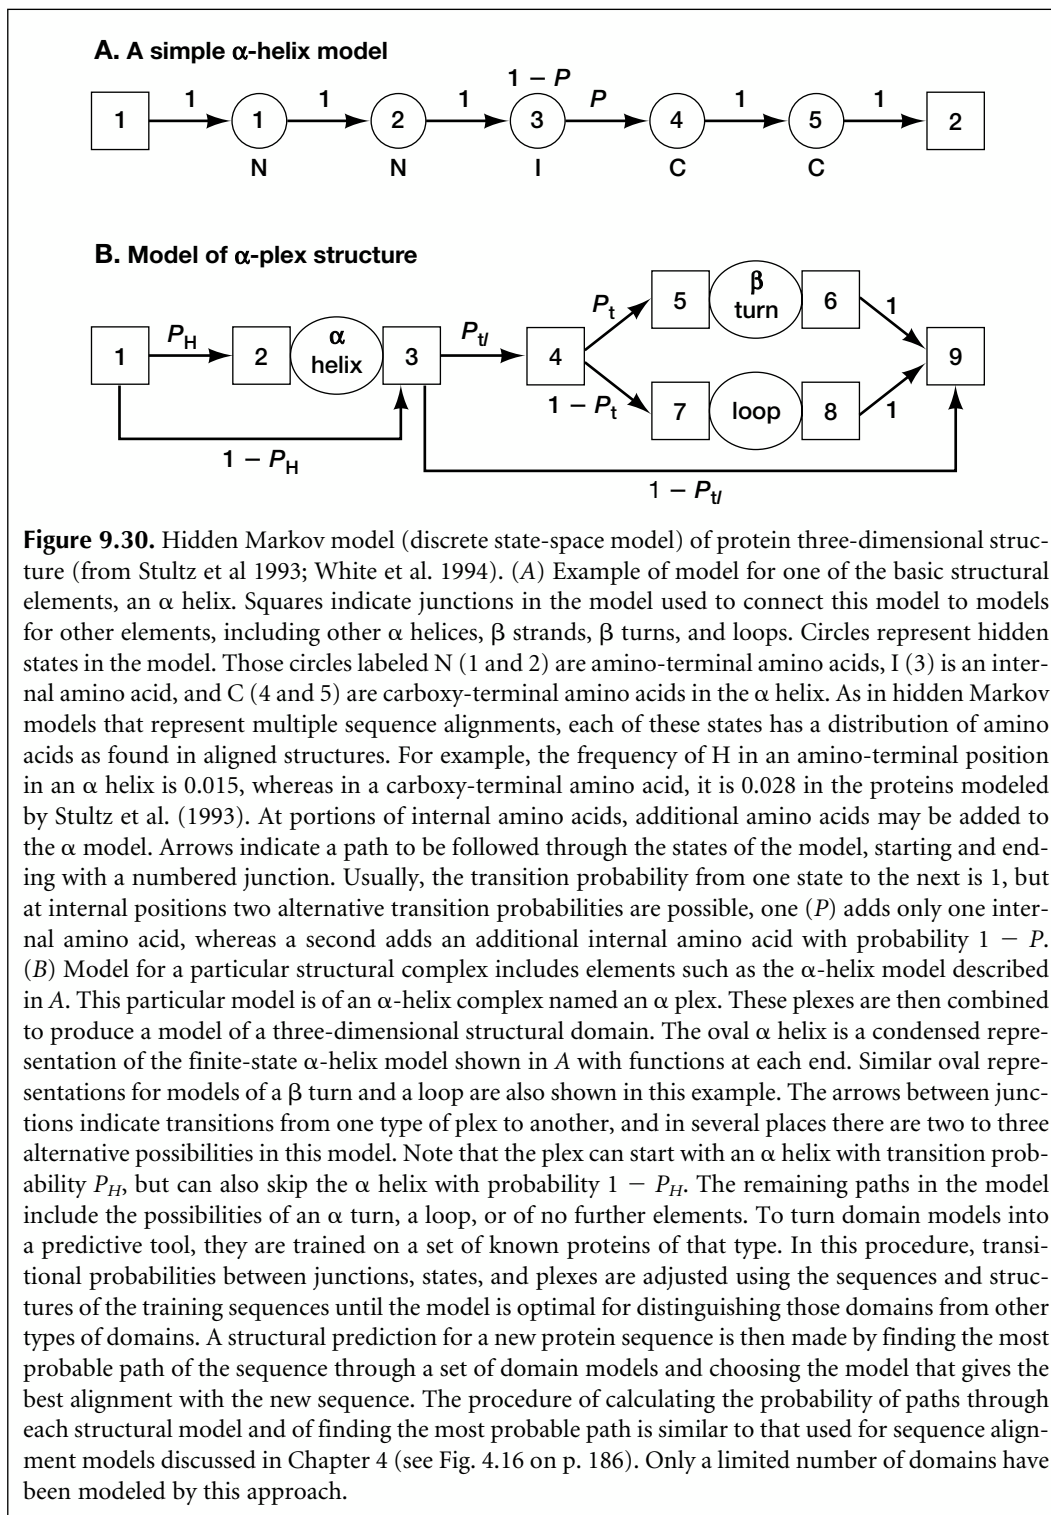 A. A simple α-helix model
1 – P
1 1 1 P 1 1
1 1 2 3 4 5 2
N N I C C
B. Model of α-plex structure
5 β turn 6
P_t 1
P_H α helix P_tl
1 2 3 4 9
1 – P_t 1
7 loop 8
1 – P_H
1 – P_tl
Figure 9.30. Hidden Markov model (discrete state-space model) of protein three-dimensional struc-
ture (from Stultz et al 1993; White et al. 1994). (A) Example of model for one of the basic structural
elements, an α helix. Squares indicate junctions in the model used to connect this model to models
for other elements, including other α helices, β strands, β turns, and loops. Circles represent hidden
states in the model. Those circles labeled N (1 and 2) are amino-terminal amino acids, I (3) is an inter-
nal amino acid, and C (4 and 5) are carboxy-terminal amino acids in the α helix. As in hidden Markov
models that represent multiple sequence alignments, each of these states has a distribution of amino
acids as found in aligned structures. For example, the frequency of H in an amino-terminal position
in an α helix is 0.015, whereas in a carboxy-terminal amino acid, it is 0.028 in the proteins modeled
by Stultz et al. (1993). At portions of internal amino acids, additional amino acids may be added to
the α model. Arrows indicate a path to be followed through the states of the model, starting and end-
ing with a numbered junction. Usually, the transition probability from one state to the next is 1, but
at internal positions two alternative transition probabilities are possible, one (P) adds only one inter-
nal amino acid, whereas a second adds an additional internal amino acid with probability 1 – P.
(B) Model for a particular structural complex includes elements such as the α-helix model described
in A. This particular model is of an α-helix complex named an α plex. These plexes are then combined
to produce a model of a three-dimensional structural domain. The oval α helix is a condensed repre-
sentation of the finite-state α-helix model shown in A with functions at each end. Similar oval repre-
sentations for models of a β turn and a loop are also shown in this example. The arrows between junc-
tions indicate transitions from one type of plex to another, and in several places there are two to three
alternative possibilities in this model. Note that the plex can start with an α helix with transition prob-
ability P_H, but can also skip the α helix with probability 1 – P_H. The remaining paths in the model
include the possibilities of an α turn, a loop, or of no further elements. To turn domain models into
a predictive tool, they are trained on a set of known proteins of that type. In this procedure, transi-
tional probabilities between junctions, states, and plexes are adjusted using the sequences and struc-
tures of the training sequences until the model is optimal for distinguishing those domains from other
types of domains. A structural prediction for a new protein sequence is then made by finding the most
probable path of the sequence through a set of domain models and choosing the model that gives the
best alignment with the new sequence. The procedure of calculating the probability of paths through
each structural model and of finding the most probable path is similar to that used for sequence align-
ment models discussed in Chapter 4 (see Fig. 4.16 on p. 186). Only a limited number of domains have
been modeled by this approach.